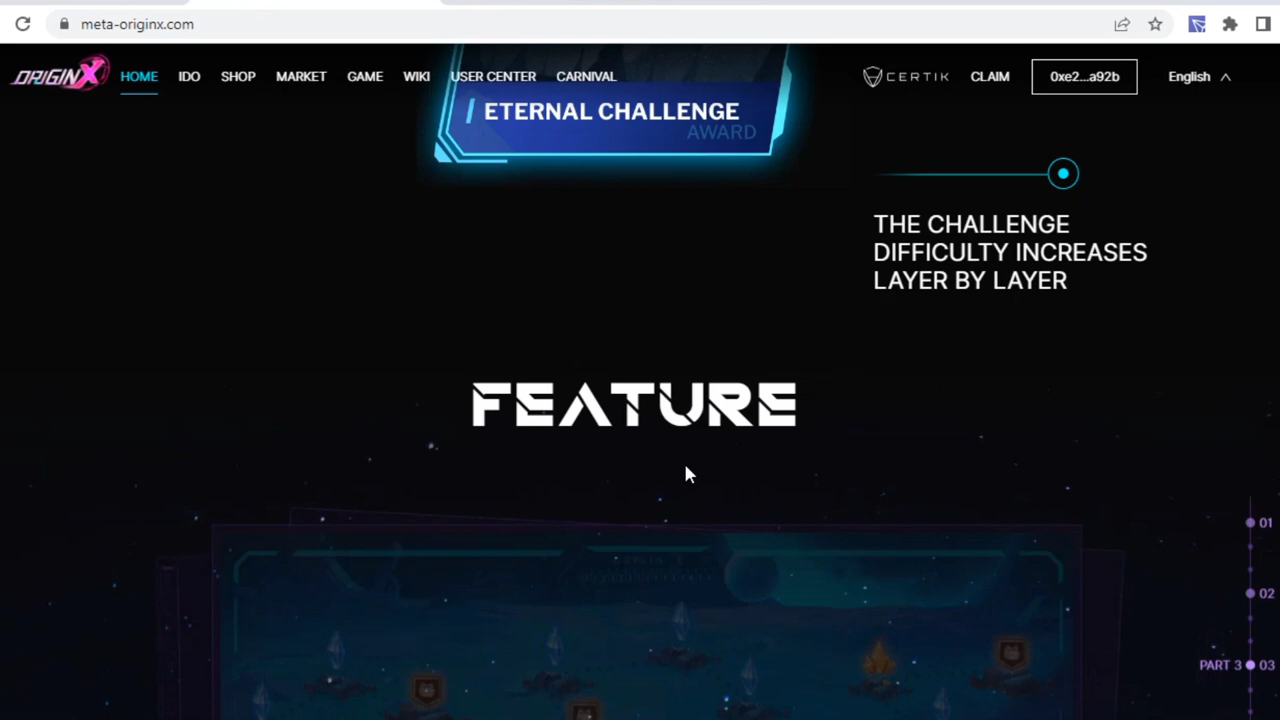 meta-originx.com
ORIGINX HOME IDO SHOP MARKET GAME WIKI USER CENTER CARNIVAL CERTIK CLAIM 0xe2...a92b English
ETERNAL CHALLENGE
AWARD
THE CHALLENGE
DIFFICULTY INCREASES
LAYER BY LAYER
FEATURE
ORIGIN X
01
02
PART 3 03